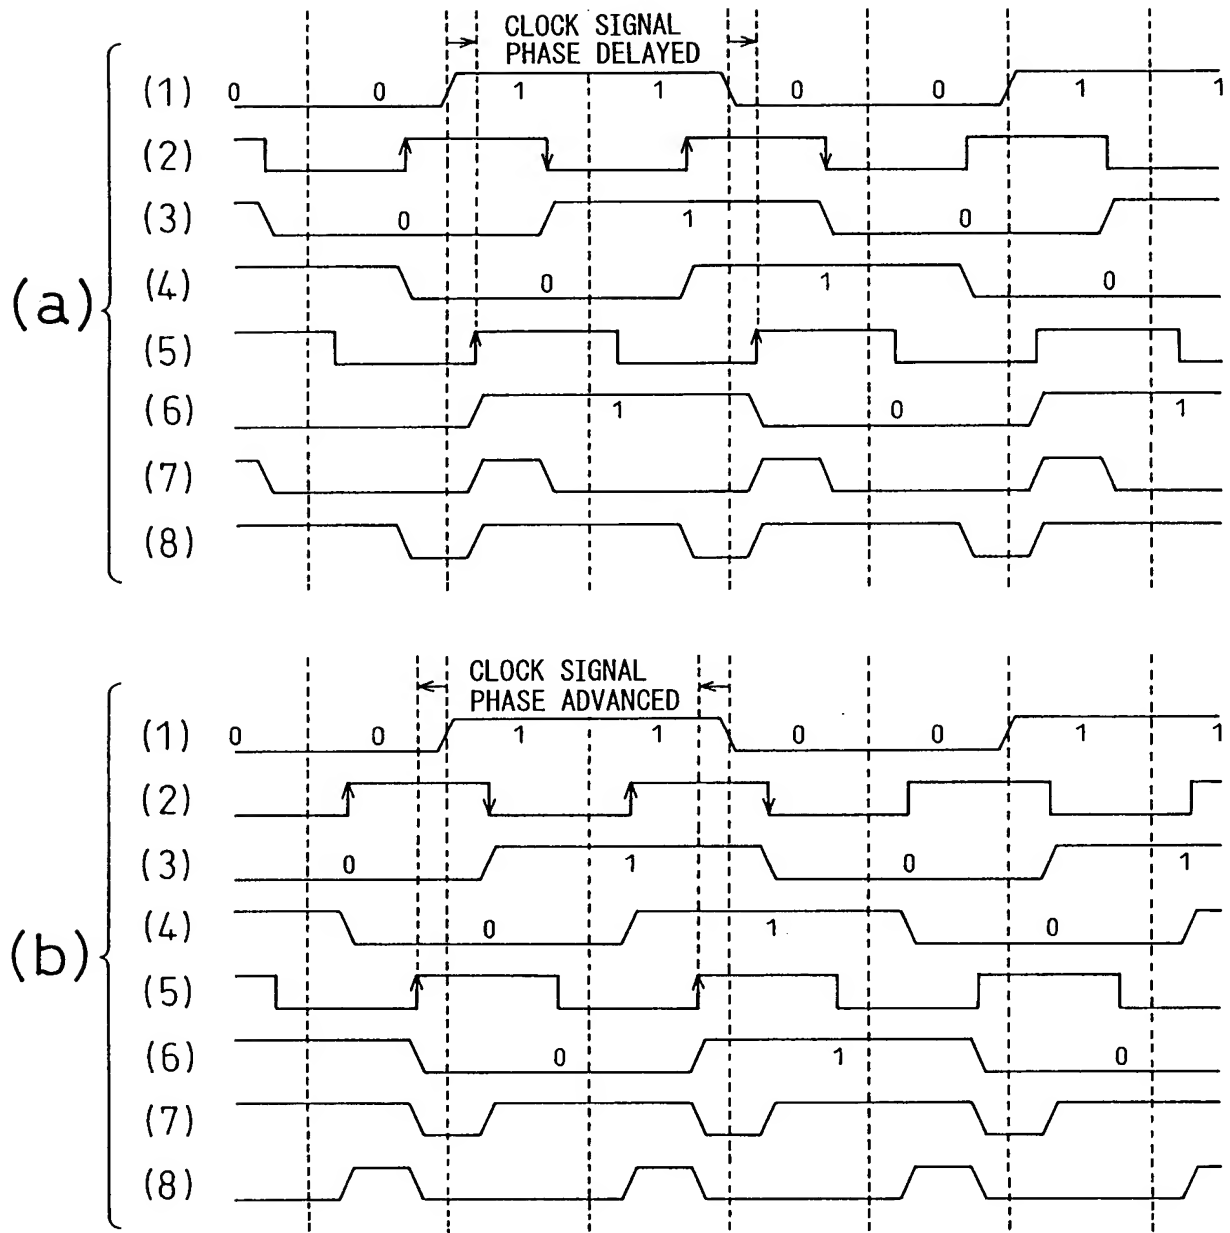 CLOCK SIGNAL
PHASE DELAYED
(a)
(1) 0 0 1 1 0 0 1 1
(2)
(3) 0 1 0
(4) 0 1 0
(5)
(6) 1 0 1
(7)
(8)
CLOCK SIGNAL
PHASE ADVANCED
(b)
(1) 0 0 1 1 0 0 1 1
(2)
(3) 0 1 0 1
(4) 0 1 0
(5)
(6) 0 1 0
(7)
(8)